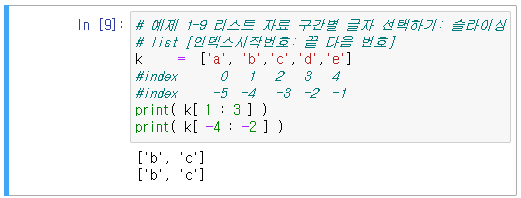 In [9]: # 예제 1-9 리스트 자료 구간별 글자 선택하기: 슬라이싱
# list [인덱스시작번호: 끝 다음 번호]
k    =  ['a', 'b','c','d','e']
#index      0   1   2   3   4
#index     -5  -4   -3  -2  -1
print( k[ 1 : 3 ] )
print( k[ -4 : -2 ] )
['b', 'c']
['b', 'c']